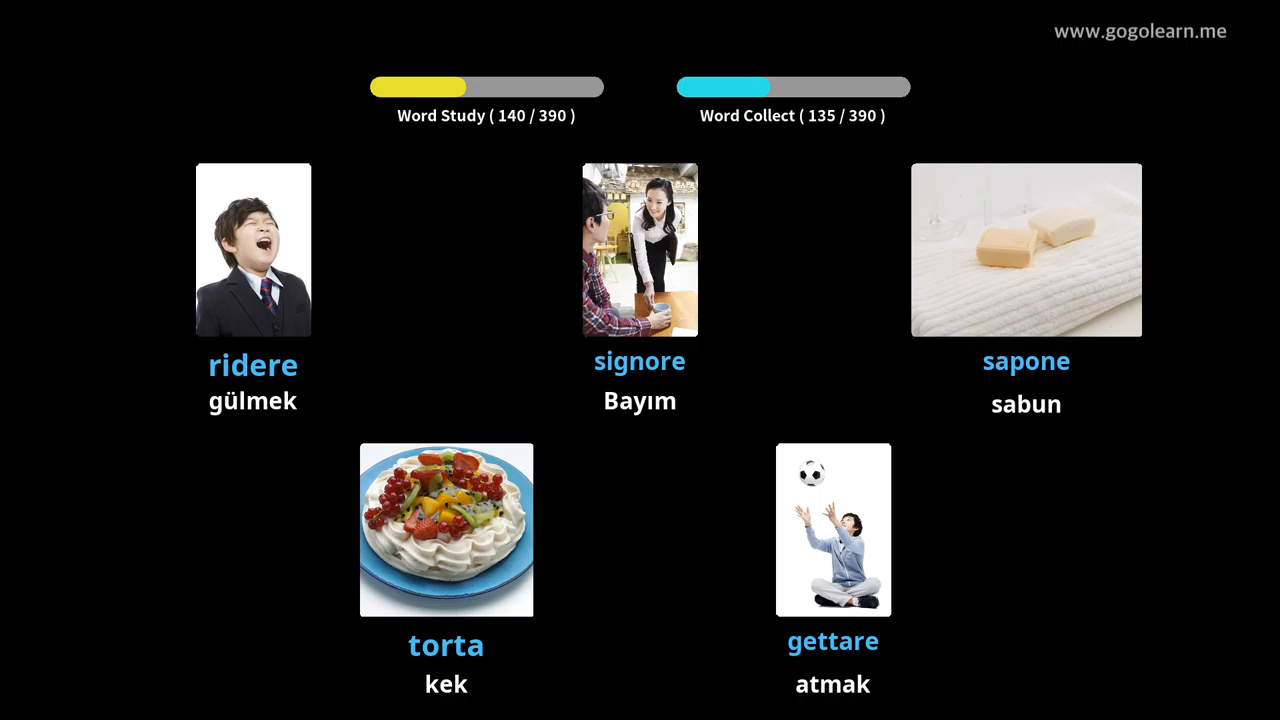 www.gogolearn.me
Word Study ( 140 / 390 )
Word Collect ( 135 / 390 )
ridere
gülmek
signore
Bayım
sapone
sabun
torta
kek
gettare
atmak